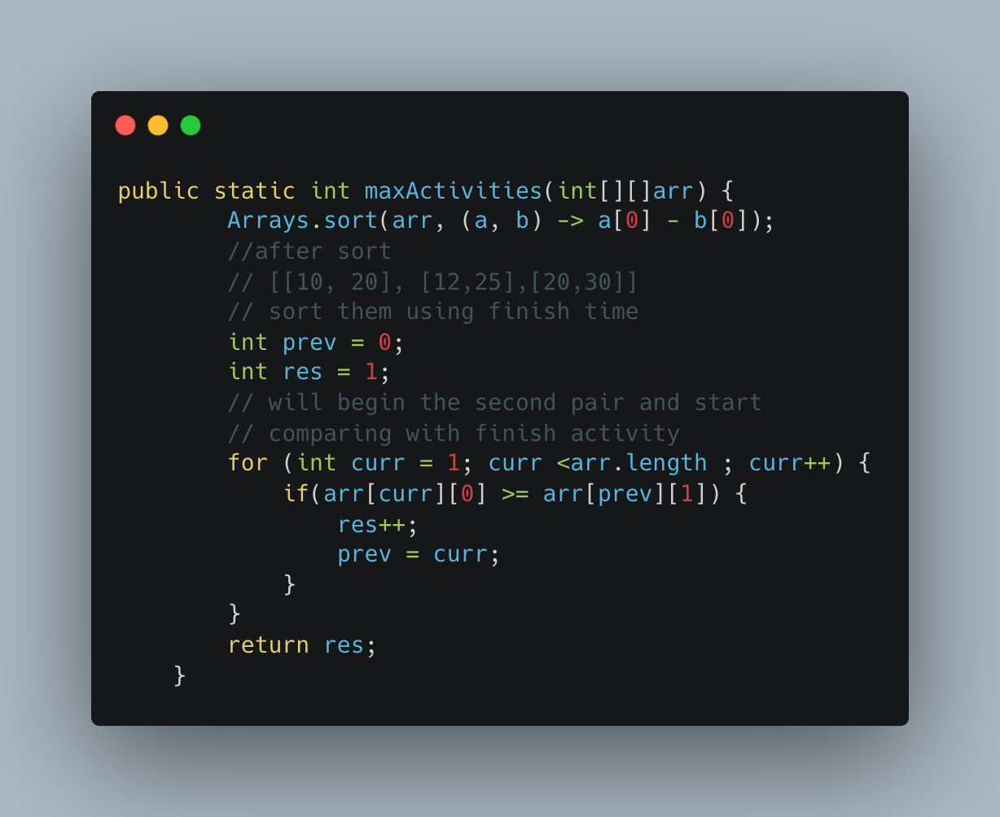 public static int maxActivities(int[][]arr) {
        Arrays.sort(arr, (a, b) -> a[0] - b[0]);
        //after sort
        // [[10, 20], [12,25],[20,30]]
        // sort them using finish time
        int prev = 0;
        int res = 1;
        // will begin the second pair and start
        // comparing with finish activity
        for (int curr = 1; curr <arr.length ; curr++) {
            if(arr[curr][0] >= arr[prev][1]) {
                res++;
                prev = curr;
            }
        }
        return res;
    }